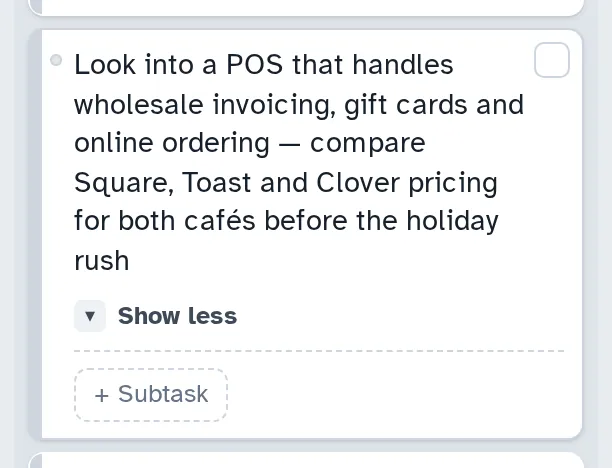 Look into a POS that handles
wholesale invoicing, gift cards and
online ordering — compare
Square, Toast and Clover pricing
for both cafés before the holiday
rush
▼ Show less
+ Subtask